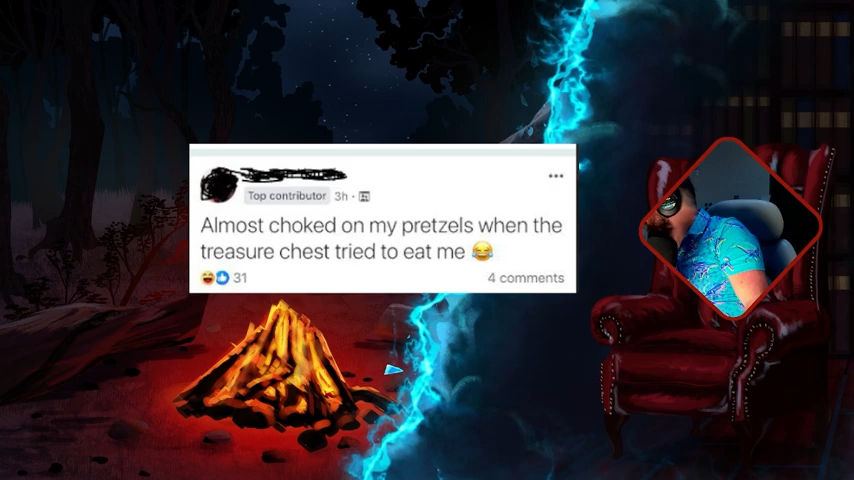 Top contributor 3h ·
Almost choked on my pretzels when the
treasure chest tried to eat me 😂
31
4 comments